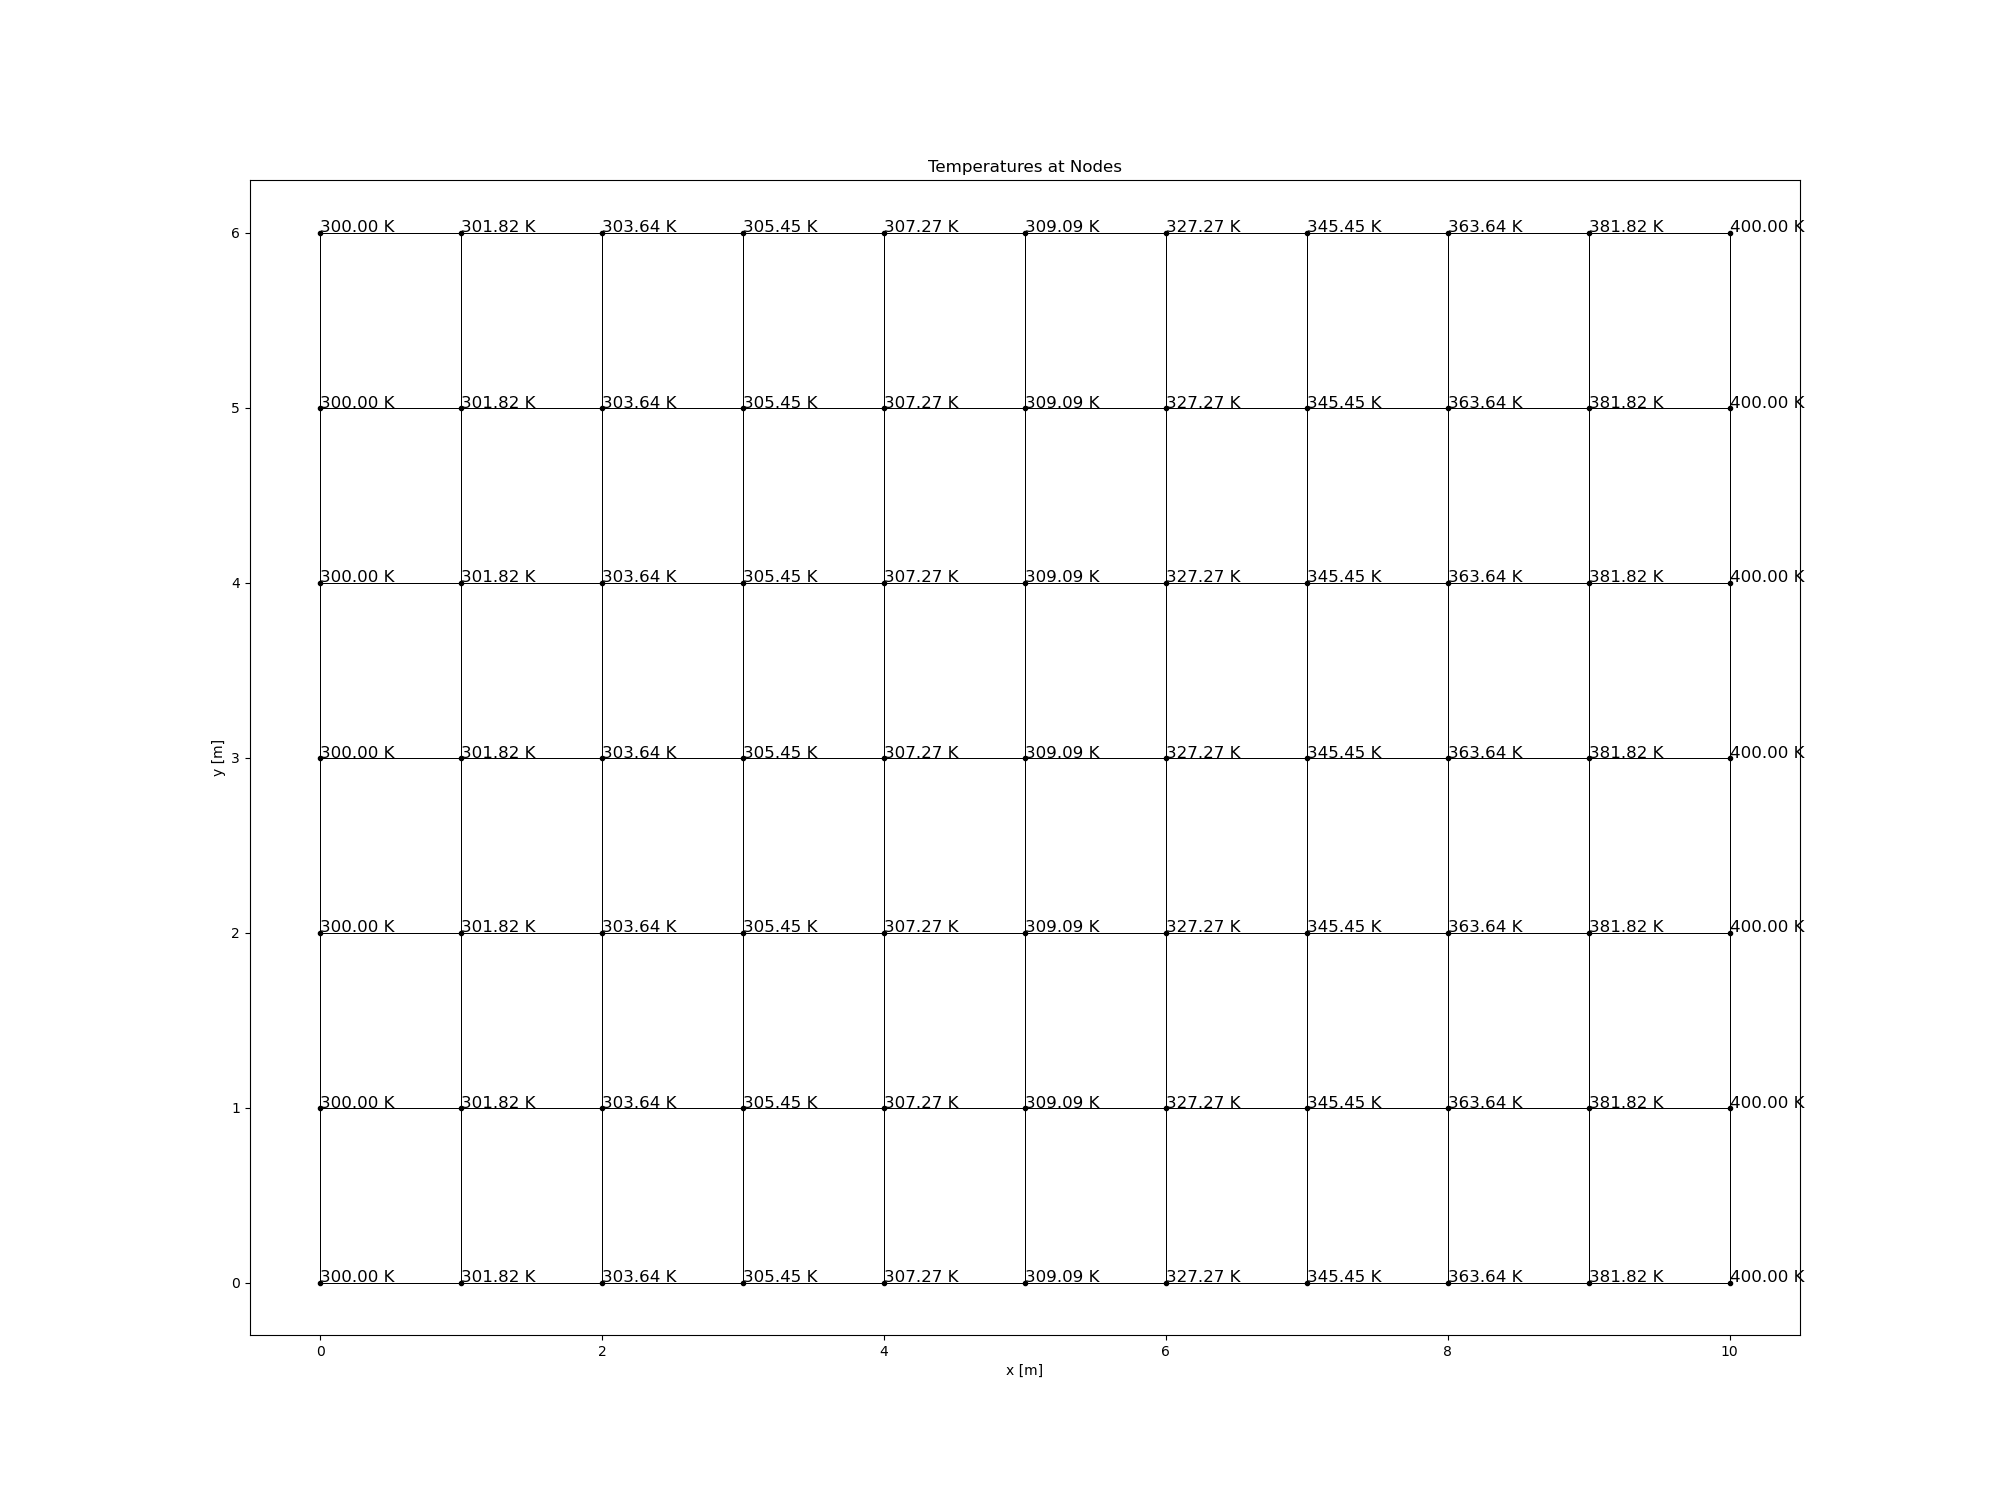 Temperatures at Nodes
6 300.00 K 301.82 K 303.64 K 305.45 K 307.27 K 309.09 K 327.27 K 345.45 K 363.64 K 381.82 K 400.00 K
5 300.00 K 301.82 K 303.64 K 305.45 K 307.27 K 309.09 K 327.27 K 345.45 K 363.64 K 381.82 K 400.00 K
4 300.00 K 301.82 K 303.64 K 305.45 K 307.27 K 309.09 K 327.27 K 345.45 K 363.64 K 381.82 K 400.00 K
y [m]
3 300.00 K 301.82 K 303.64 K 305.45 K 307.27 K 309.09 K 327.27 K 345.45 K 363.64 K 381.82 K 400.00 K
2 300.00 K 301.82 K 303.64 K 305.45 K 307.27 K 309.09 K 327.27 K 345.45 K 363.64 K 381.82 K 400.00 K
1 300.00 K 301.82 K 303.64 K 305.45 K 307.27 K 309.09 K 327.27 K 345.45 K 363.64 K 381.82 K 400.00 K
0 300.00 K 301.82 K 303.64 K 305.45 K 307.27 K 309.09 K 327.27 K 345.45 K 363.64 K 381.82 K 400.00 K
0 2 4 6 8 10
x [m]